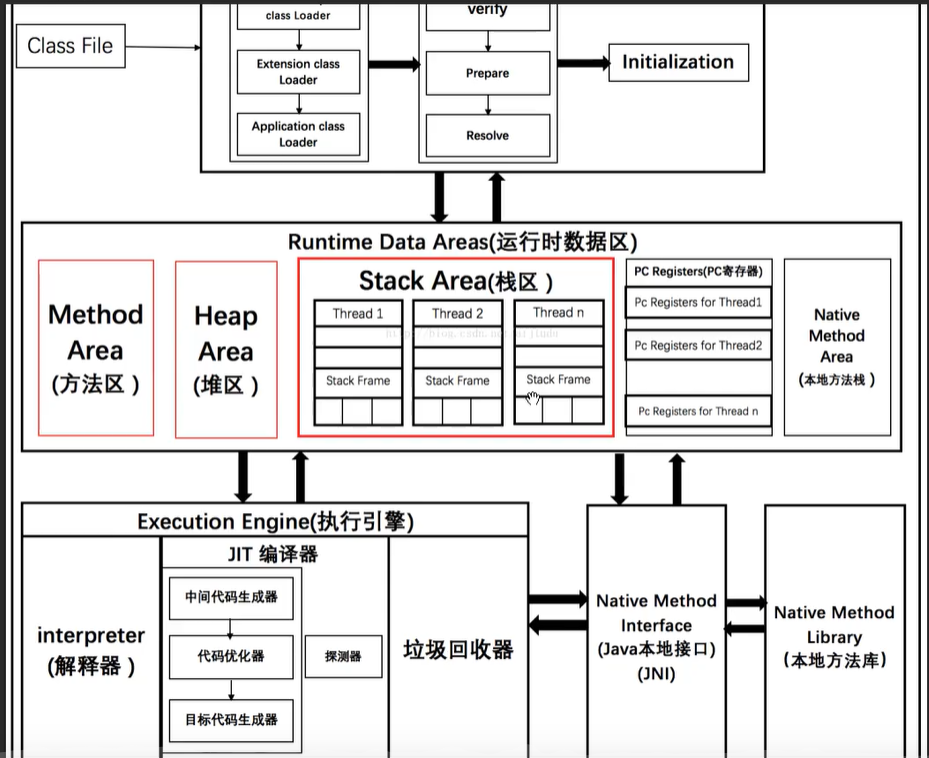 class Loader
verify
Class File
Extension class
Loader
Prepare
Initialization
Application class
Loader
Resolve
Runtime Data Areas(运行时数据区)
Method
Area
(方法区)
Heap
Area
(堆区)
Stack Area(栈区)
Thread 1
Thread 2
Thread n
Stack Frame
Stack Frame
Stack Frame
PC Registers(PC寄存器)
Pc Registers for Thread1
Pc Registers for Thread2
Pc Registers for Thread n
Native
Method
Area
(本地方法栈)
Execution Engine(执行引擎)
interpreter
(解释器)
JIT 编译器
中间代码生成器
代码优化器
目标代码生成器
探测器
垃圾回收器
Native Method
Interface
(Java本地接口)
(JNI)
Native Method
Library
(本地方法库)